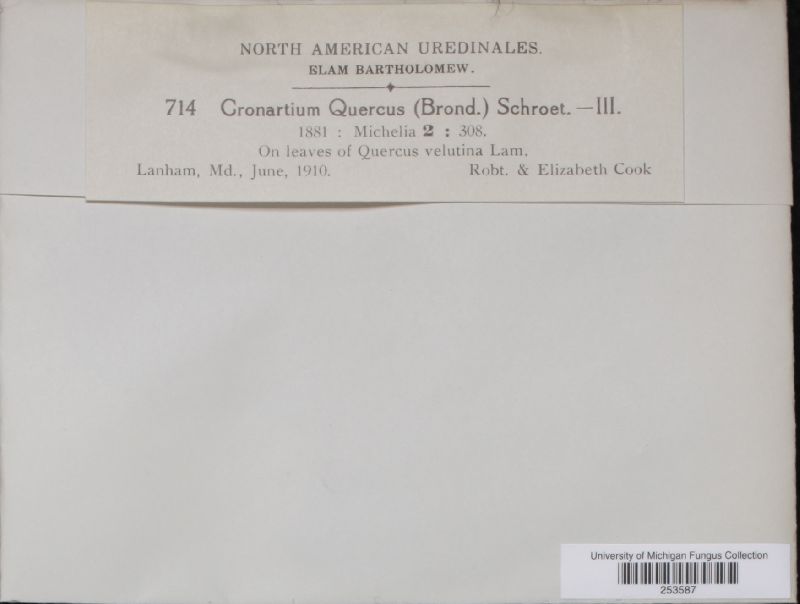 NORTH AMERICAN UREDINALES.
ELAM BARTHOLOMEW.
714 Cronartium Quercus (Brond.) Schroet. —III.
1881 : Michelia 2 : 308.
On leaves of Quercus velutina Lam.
Lanham, Md., June, 1910. Robt. & Elizabeth Cook
University of Michigan Fungus Collection
253587